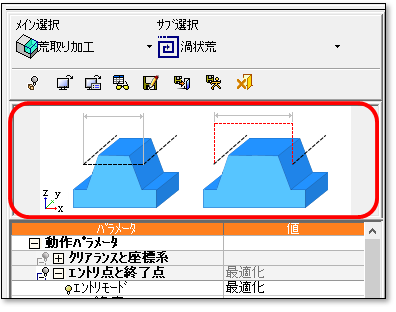 メイン選択 サブ選択
荒取り加工 渦状荒
z y
x
パラメータ 値
動作パラメータ
クリアランスと座標系
エントリ点と終了点 最適化
エントリモード 最適化